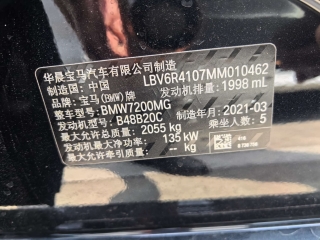 华晨宝马汽车有限公司制造
制造国：中国 LBV6R4107MM010462
品牌：宝马(BMW)牌 发动机排量：1998 mL
整车型号：BMW7200MG
发动机型号：B48B20C 制造年月：2021-03
最大允许总质量：2055 kg 乘坐人数：5
发动机最大净功率：135 kW
最大允许牵引质量：-- kg